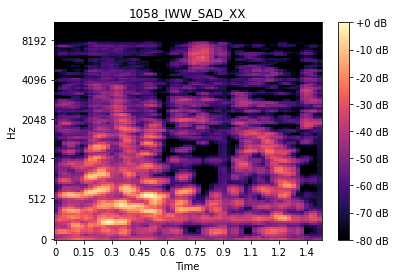 1058_IWW_SAD_XX
+0 dB
8192
-10 dB
4096
-20 dB
-30 dB
2048
Hz
-40 dB
1024
-50 dB
512
-60 dB
-70 dB
0
-80 dB
0 0.15 0.3 0.45 0.6 0.75 0.9 1.1 1.2 1.4
Time